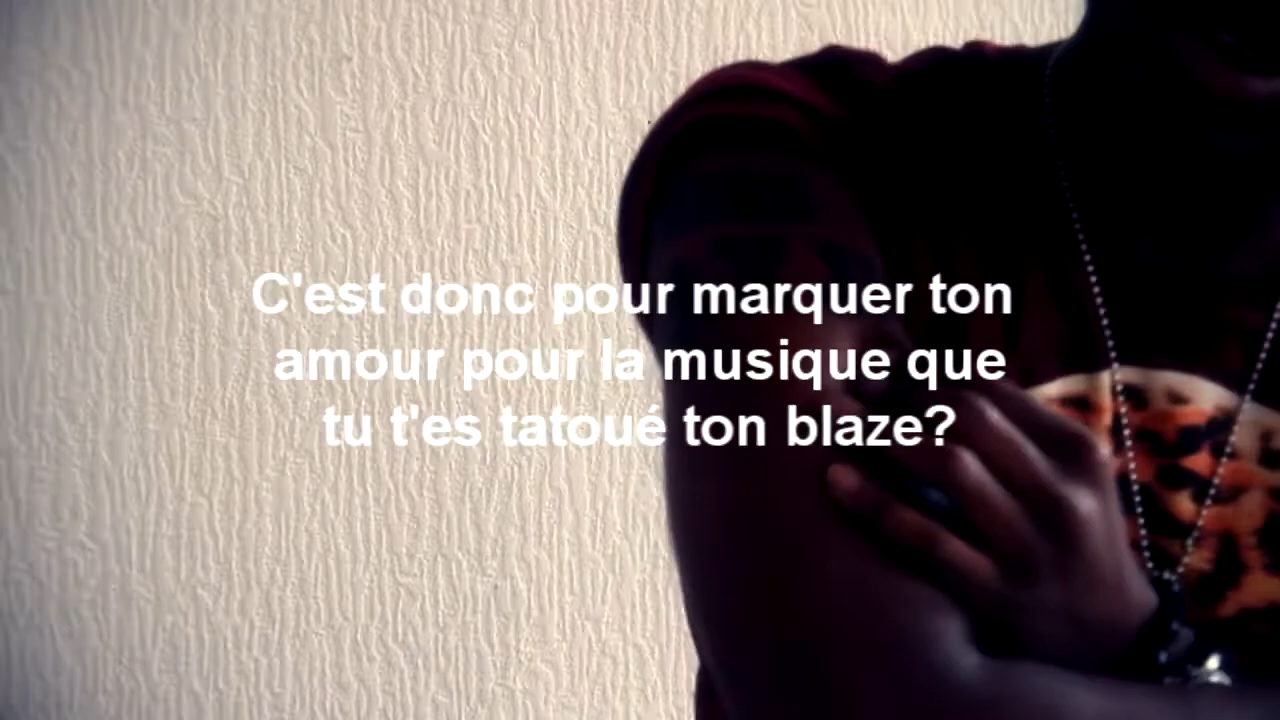 C'est donc pour marquer ton
amour pour la musique que
tu t'es tatoué ton blaze?